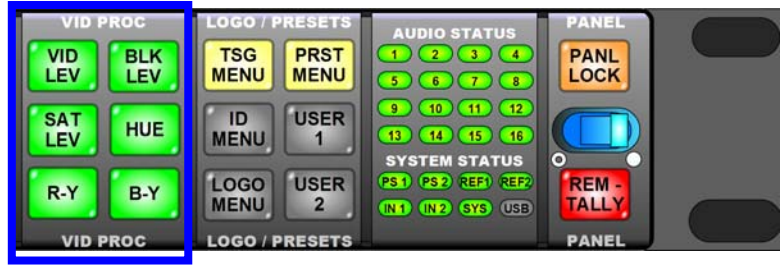 VID PROC
VID LEV
BLK LEV
SAT LEV
HUE
R-Y
B-Y
VID PROC
LOGO / PRESETS
TSG MENU
PRST MENU
ID MENU
USER 1
LOGO MENU
USER 2
LOGO / PRESETS
AUDIO STATUS
1 2 3 4
5 6 7 8
9 10 11 12
13 14 15 16
SYSTEM STATUS
PS 1 PS 2 REF1 REF2
IN 1 IN 2 SYS USB
PANEL
PANL LOCK
REM - TALLY
PANEL